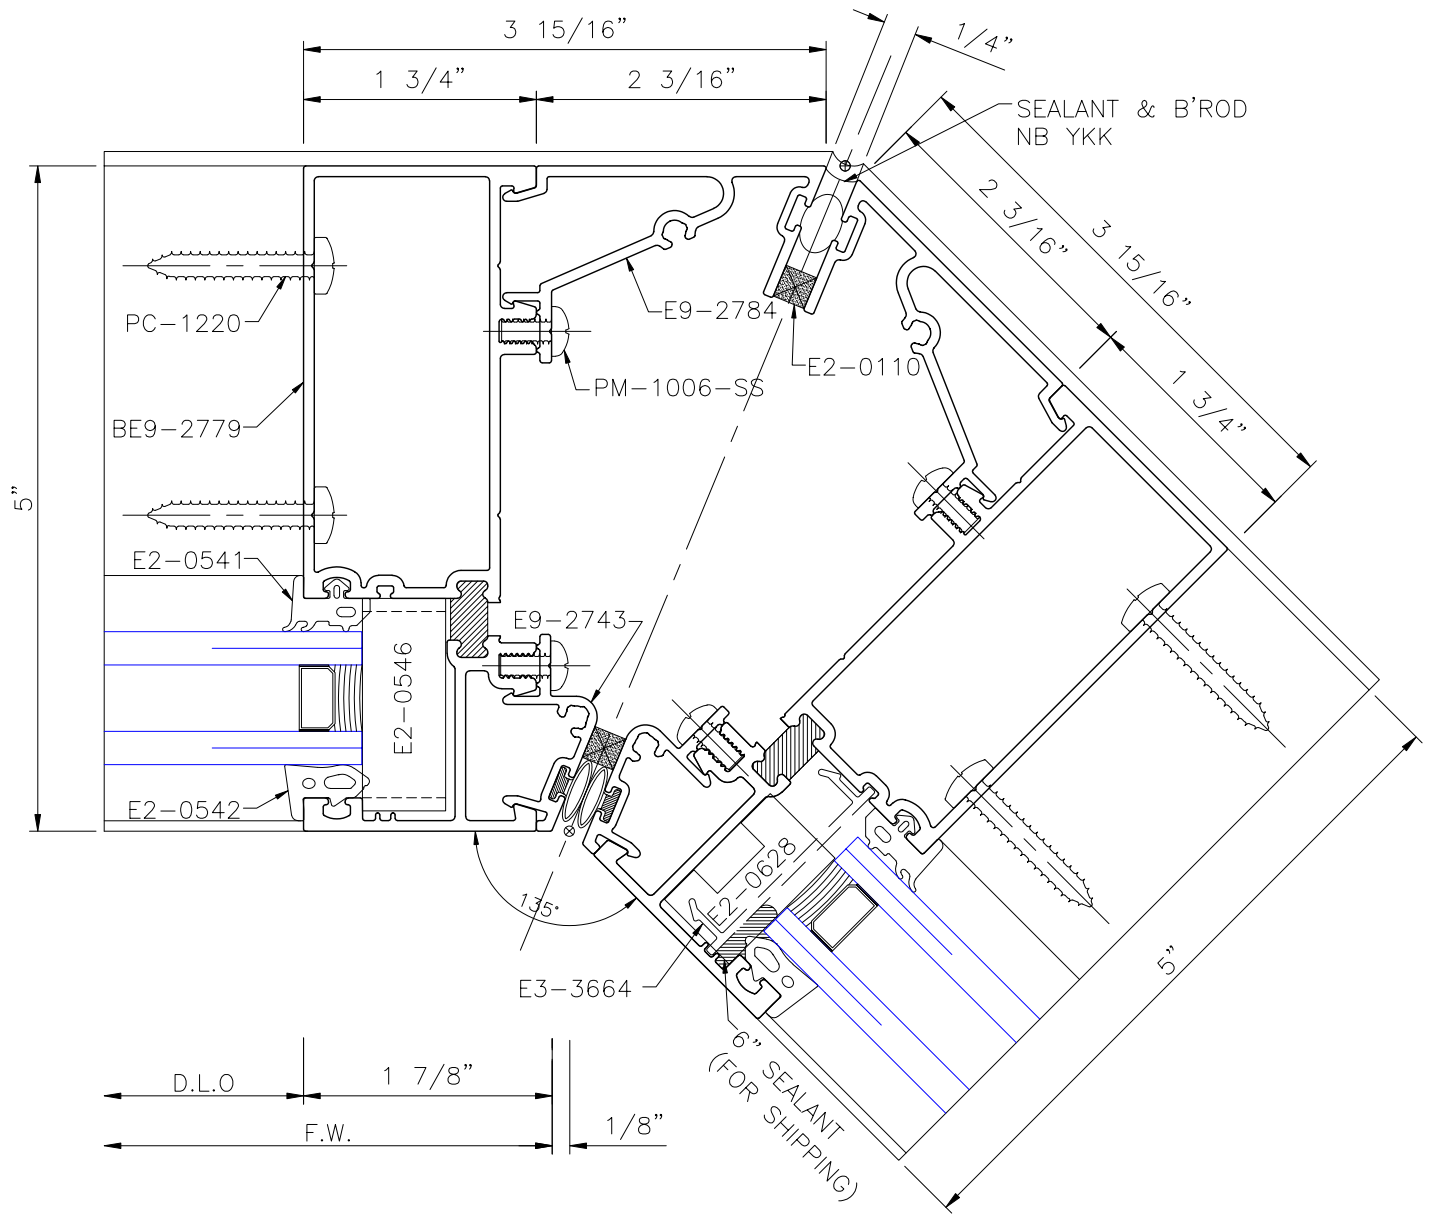 3 15/16”
1 3/4”
2 3/16”
1/4”
SEALANT & B’ROD
NB YKK
2 3/16”
3 15/16”
1 3/4”
PC-1220
E9-2784
E2-0110
PM-1006-SS
BE9-2779
5”
E2-0541
E9-2743
E2-0546
E2-0542
E2-0628
135°
E3-3664
5”
6” SEALANT
(FOR SHIPPING)
D.L.O
1 7/8”
F.W.
1/8”